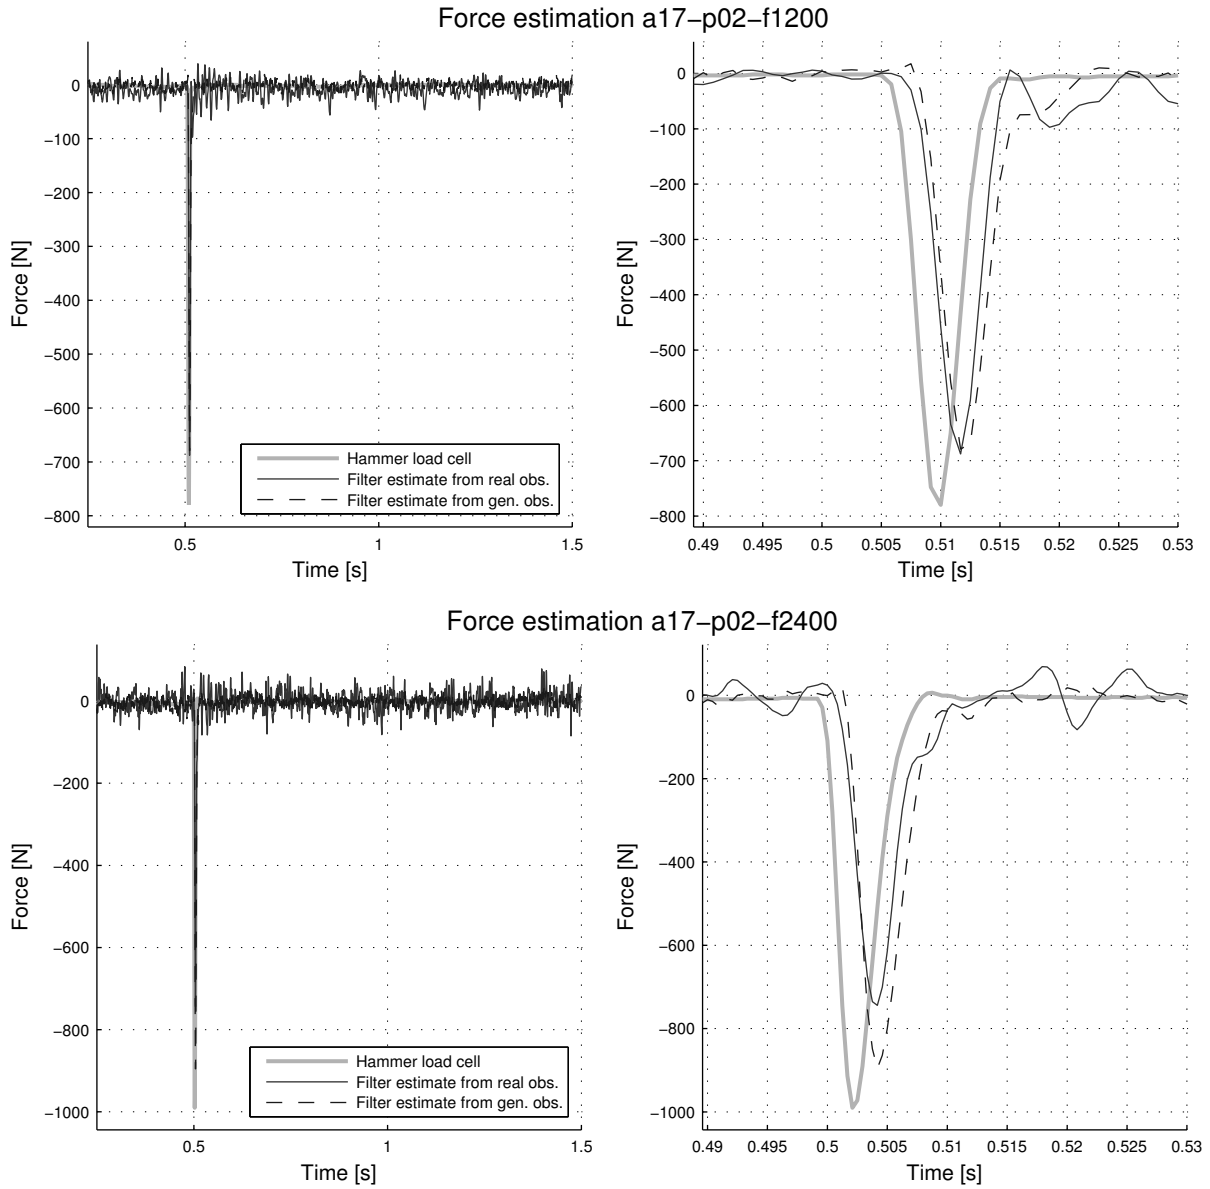 Force estimation a17−p02−f1200
0
−100
−200
−300
−400
−500
−600
−700
−800
Force [N]
Hammer load cell
Filter estimate from real obs.
Filter estimate from gen. obs.
0.5 1 1.5
Time [s]
0
−100
−200
−300
−400
−500
−600
−700
−800
Force [N]
0.49 0.495 0.5 0.505 0.51 0.515 0.52 0.525 0.53
Time [s]
Force estimation a17−p02−f2400
0
−200
−400
−600
−800
−1000
Force [N]
Hammer load cell
Filter estimate from real obs.
Filter estimate from gen. obs.
0.5 1 1.5
Time [s]
0
−200
−400
−600
−800
−1000
Force [N]
0.49 0.495 0.5 0.505 0.51 0.515 0.52 0.525 0.53
Time [s]